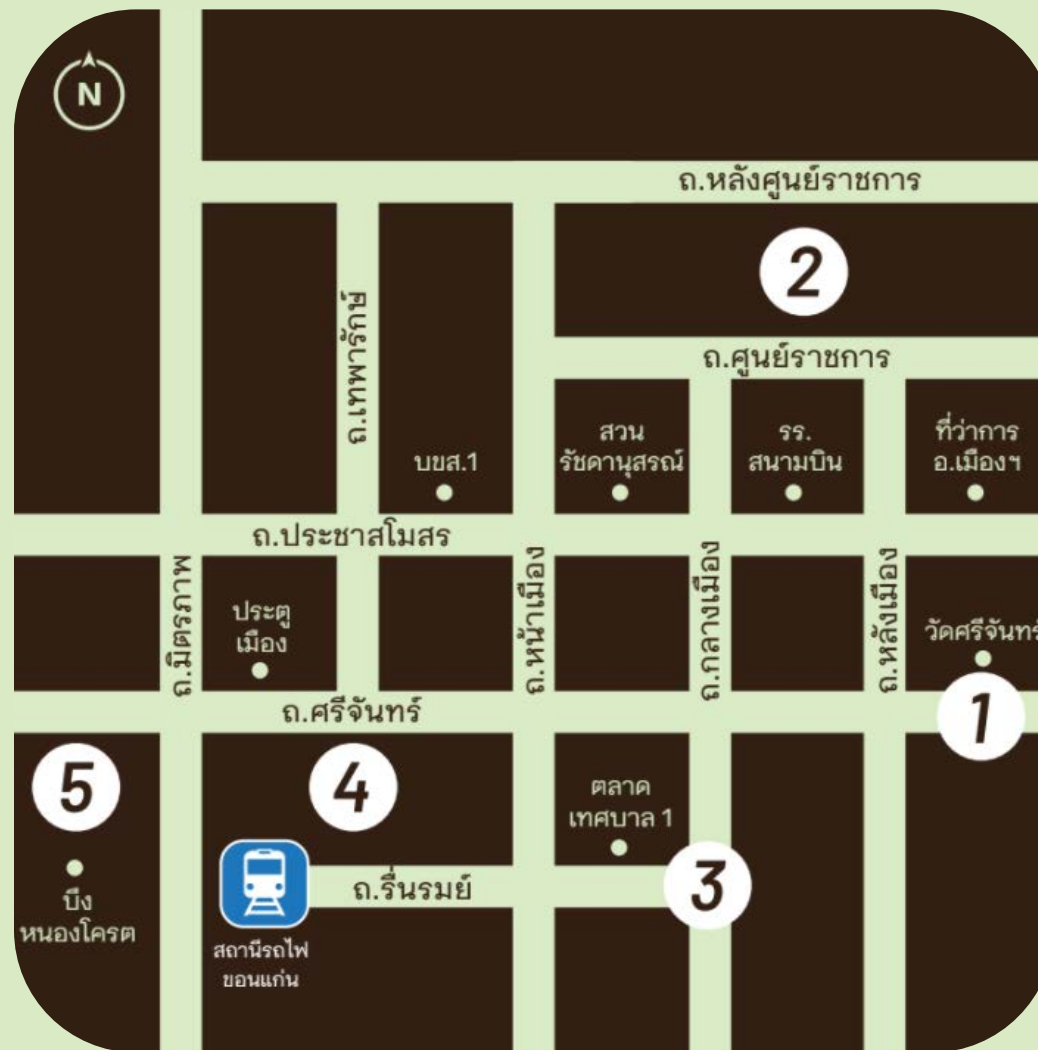 N
ถ.หลังศูนย์ราชการ
2
ถ.เทพารักษ์
ถ.ศูนย์ราชการ
บขส.1
สวน
รัชดานุสรณ์
รร.
สนามบิน
ที่ว่าการ
อ.เมืองฯ
ถ.ประชาสโมสร
ถ.มิตรภาพ
ประตู
เมือง
ถ.หน้าเมือง
ถ.กลางเมือง
ถ.หลังเมือง
วัดศรีจันทร์
1
ถ.ศรีจันทร์
5
4
ตลาด
เทศบาล 1
3
ถ.รื่นรมย์
บึง
หนองโครต
สถานีรถไฟ
ขอนแก่น